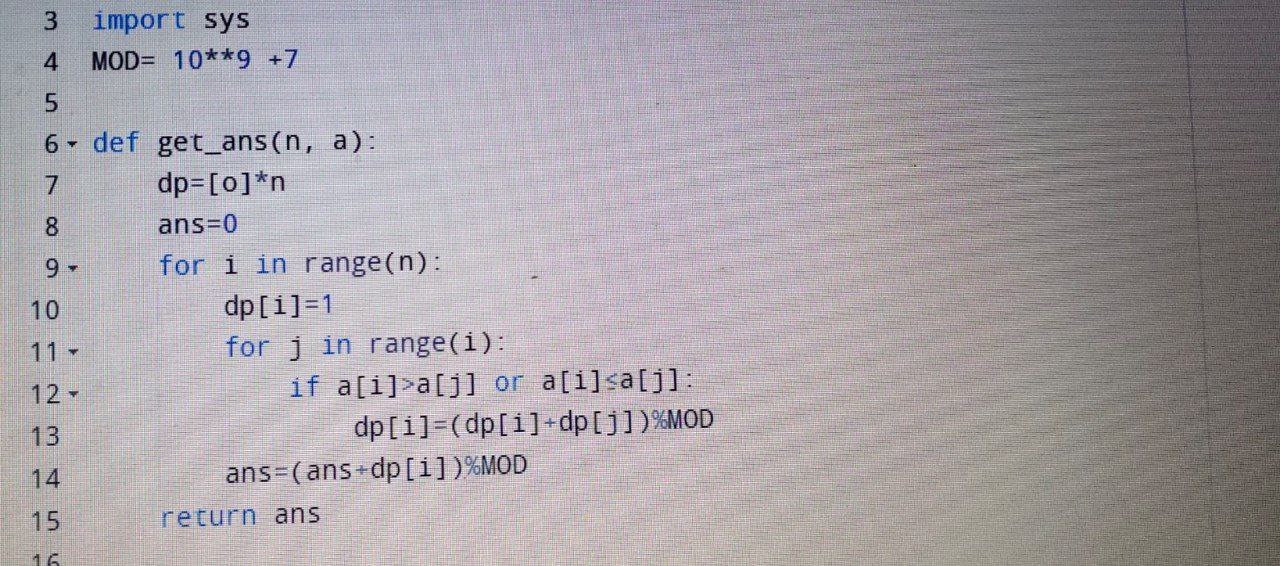 3 import sys
4 MOD= 10**9 +7
5
6 def get_ans(n, a):
7 dp=[o]*n
8 ans=0
9 for i in range(n):
10 dp[i]=1
11 for j in range(i):
12 if a[i]>a[j] or a[i]≤a[j]:
13 dp[i]=(dp[i]+dp[j])%MOD
14 ans=(ans+dp[i])%MOD
15 return ans
16